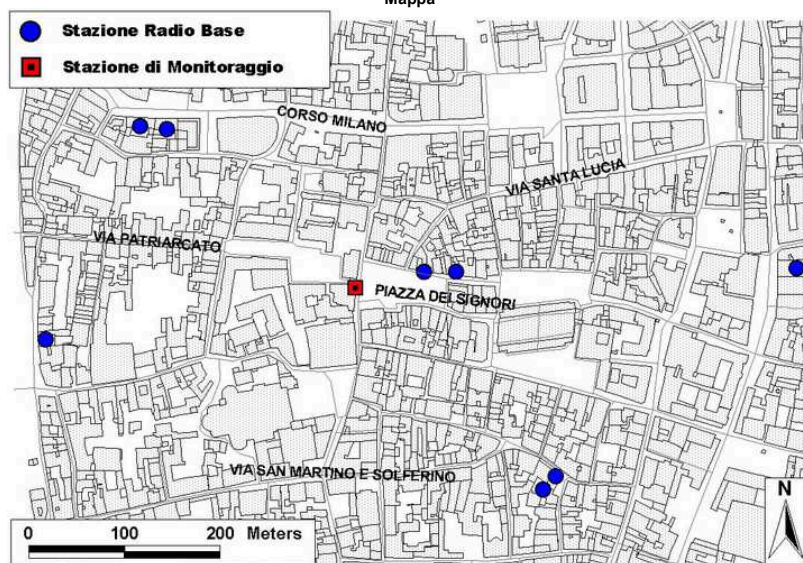 Mappa
Stazione Radio Base
Stazione di Monitoraggio
CORSO MILANO
VIA SANTA LUCIA
VIA PATRIARCATO
PIAZZA DEI SIGNORI
VIA SAN MARTINO E SOLFERINO
N
0 100 200 Meters